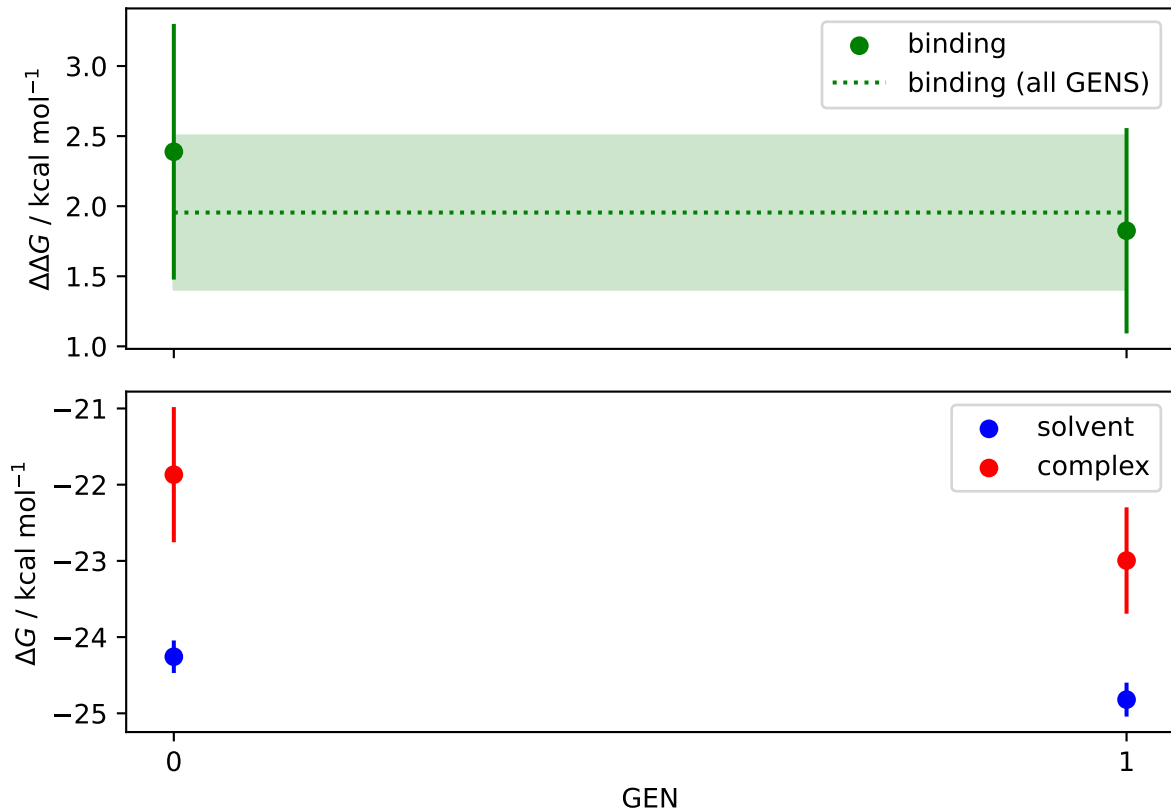 ΔΔG / kcal mol⁻¹
3.0
2.5
2.0
1.5
1.0
binding
binding (all GENS)
ΔG / kcal mol⁻¹
−21
−22
−23
−24
−25
solvent
complex
0
1
GEN